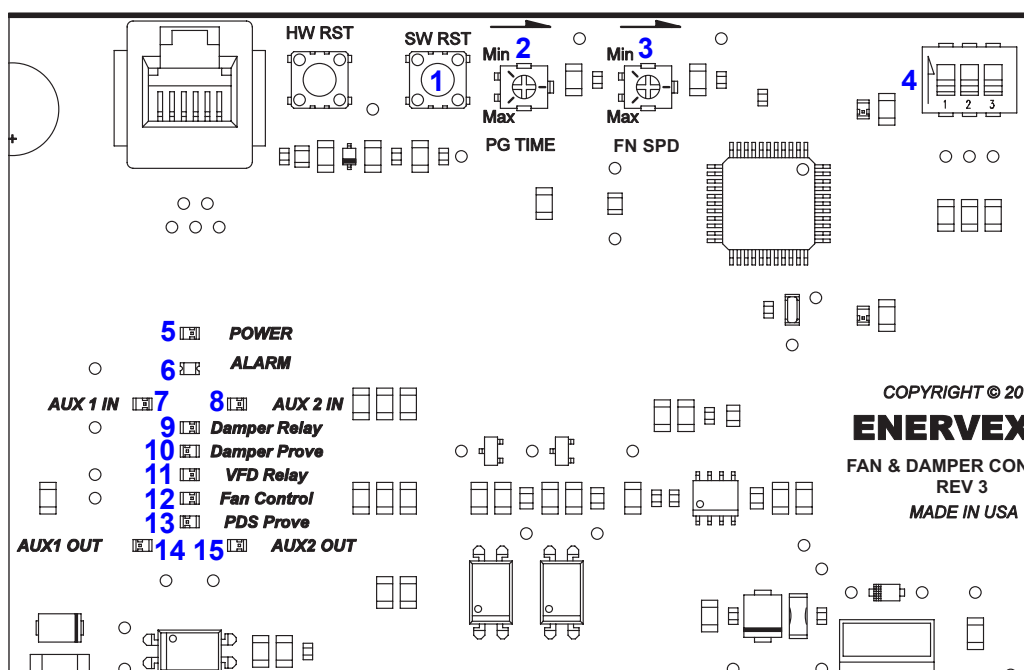 HW RST
SW RST
1
Min 2
Max
PG TIME
Min 3
Max
FN SPD
4
1 2 3
5 POWER
6 ALARM
AUX 1 IN 7
8 AUX 2 IN
9 Damper Relay
10 Damper Prove
11 VFD Relay
12 Fan Control
13 PDS Prove
AUX1 OUT 14
15 AUX2 OUT
COPYRIGHT © 20
ENERVEX
FAN & DAMPER CON
REV 3
MADE IN USA